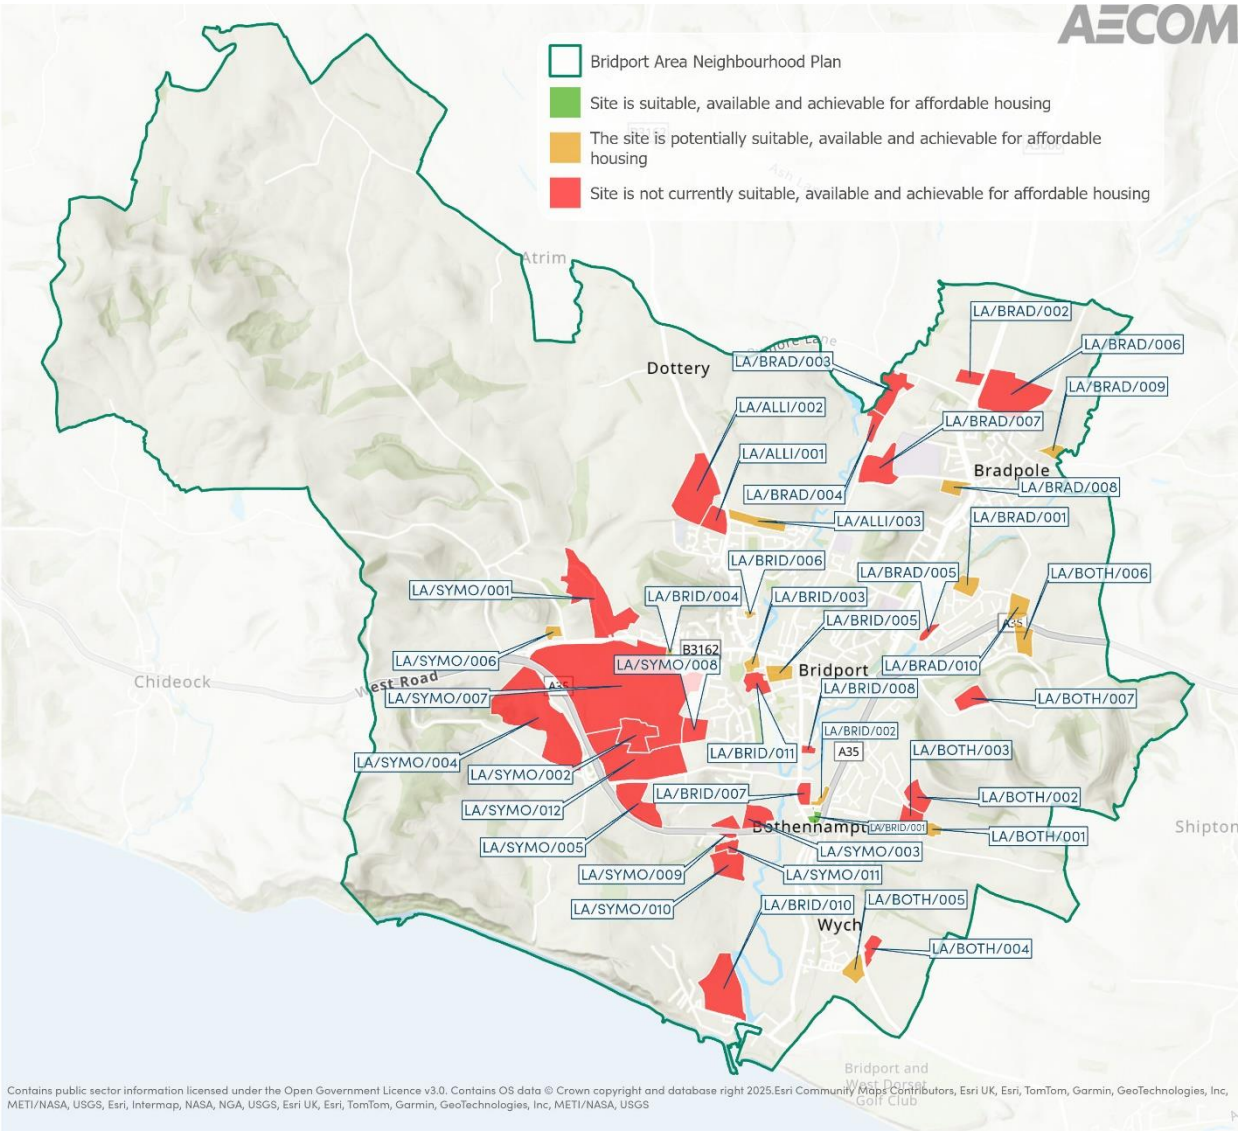 AECOM
Bridport Area Neighbourhood Plan
Site is suitable, available and achievable for affordable housing
The site is potentially suitable, available and achievable for affordable
housing
Site is not currently suitable, available and achievable for affordable housing
Atrim
LA/BRAD/002
LA/BRAD/006
Dottery
LA/BRAD/003
LA/BRAD/009
LA/ALLI/002
LA/BRAD/007
LA/ALLI/001
Bradpole
LA/BRAD/004
LA/BRAD/008
LA/ALLI/003
LA/BRAD/001
LA/BRID/006
LA/BRAD/005
LA/BOTH/006
LA/SYMO/001
LA/BRID/004
LA/BRID/003
LA/BRID/005
A35
B3162
LA/SYMO/006
LA/SYMO/008
LA/BRAD/010
Bridport
Chideock
West Road
A35
LA/SYMO/007
LA/BRID/008
LA/BOTH/007
LA/BRID/002
LA/BRID/011
A35
LA/BOTH/003
LA/SYMO/004
LA/SYMO/002
LA/BRID/007
LA/BOTH/002
LA/SYMO/012
Bothennampt
LA/BRID/001
LA/BOTH/001
Shipton
LA/SYMO/005
LA/SYMO/003
LA/SYMO/009
LA/SYMO/011
LA/SYMO/010
LA/BRID/010
LA/BOTH/005
Wych
LA/BOTH/004
Bridport and
West Dorset
Golf Club
Contains public sector information licensed under the Open Government Licence v3.0. Contains OS data © Crown copyright and database right 2025.Esri Community Maps Contributors, Esri UK, Esri, TomTom, Garmin, GeoTechnologies, Inc,
METI/NASA, USGS, Esri, Intermap, NASA, NGA, USGS, Esri UK, Esri, TomTom, Garmin, GeoTechnologies, Inc, METI/NASA, USGS